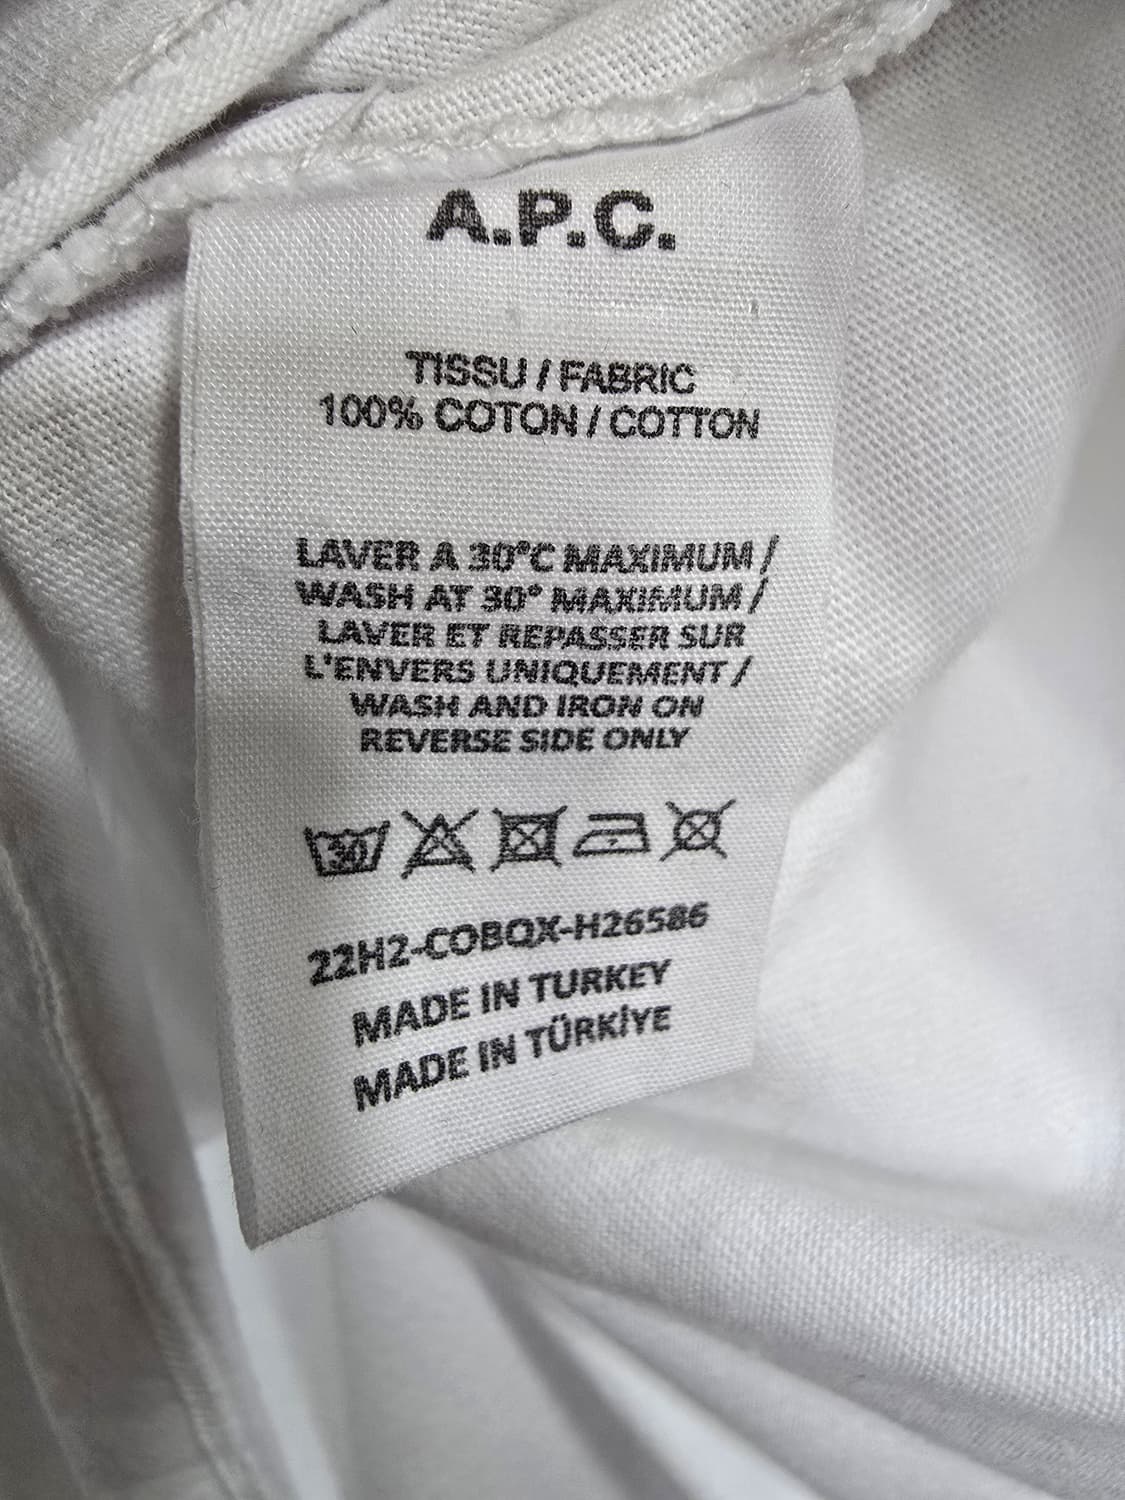 A.P.C.
TISSU / FABRIC
100% COTON / COTTON
LAVER A 30°C MAXIMUM /
WASH AT 30° MAXIMUM /
LAVER ET REPASSER SUR
L'ENVERS UNIQUEMENT /
WASH AND IRON ON
REVERSE SIDE ONLY
30
22H2-COBQX-H26586
MADE IN TURKEY
MADE IN TÜRKİYE